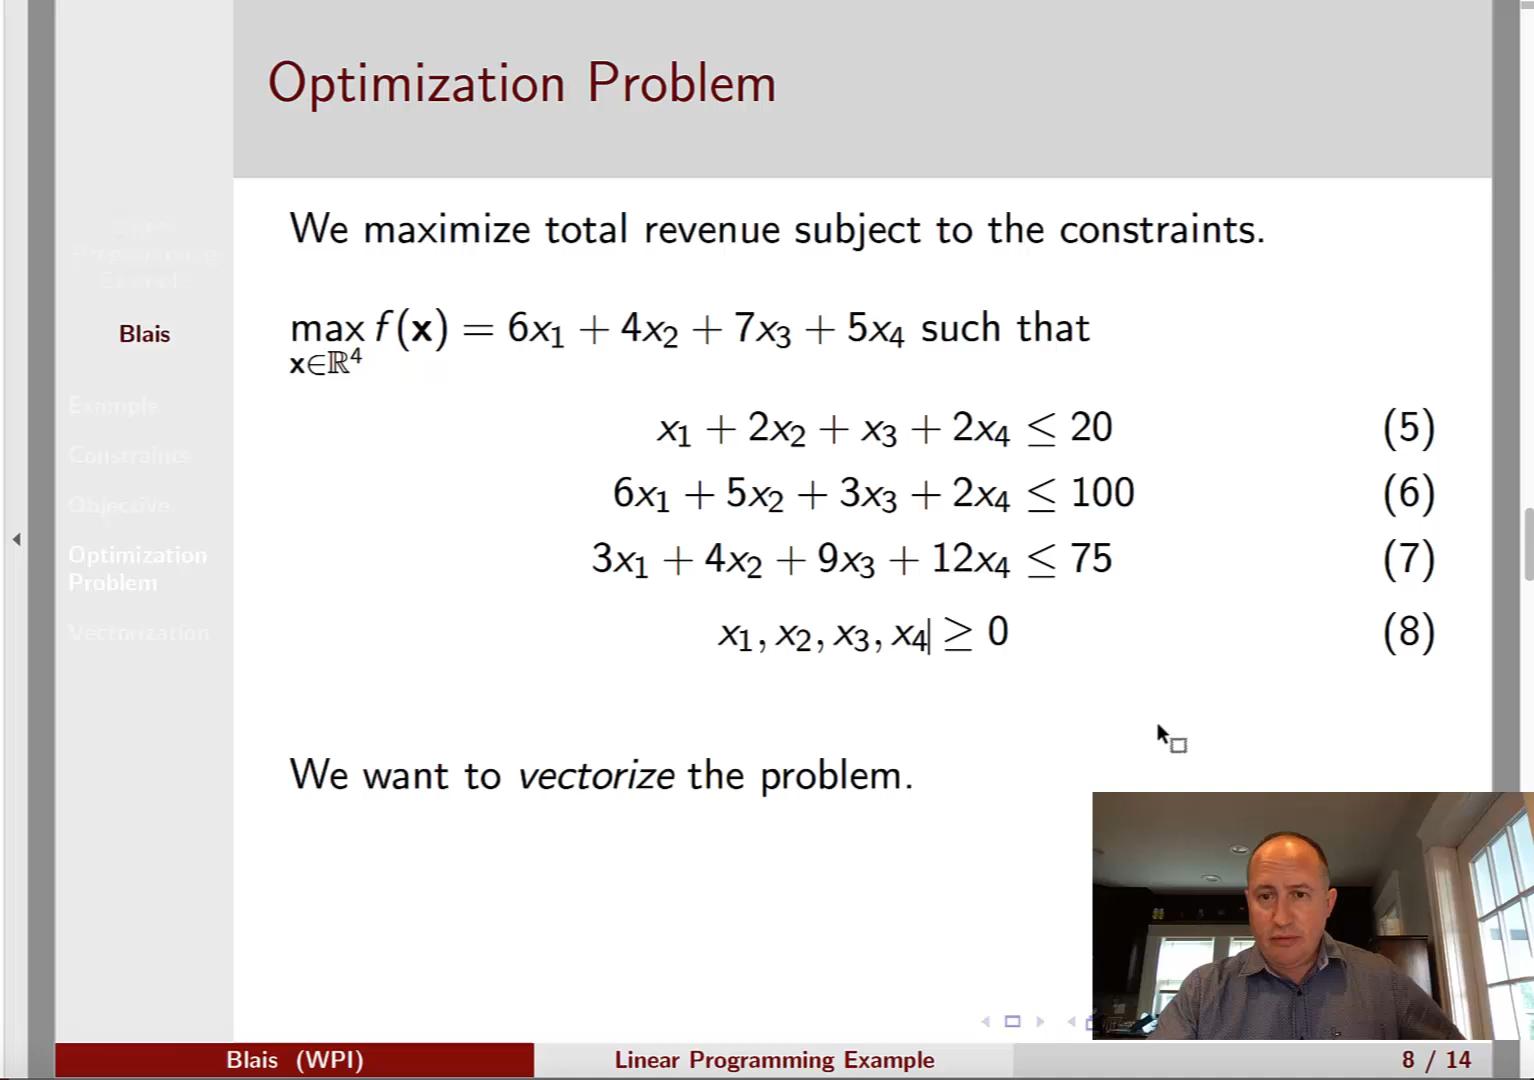 Optimization Problem
We maximize total revenue subject to the constraints.
max f(x) = 6x₁ + 4x₂ + 7x₃ + 5x₄ such that
x∈ℝ⁴
x₁ + 2x₂ + x₃ + 2x₄ ≤ 20 (5)
6x₁ + 5x₂ + 3x₃ + 2x₄ ≤ 100 (6)
3x₁ + 4x₂ + 9x₃ + 12x₄ ≤ 75 (7)
x₁, x₂, x₃, x₄ ≥ 0 (8)
We want to vectorize the problem.
Linear
Programming
Example
Blais
Example
Constraints
Objective
Optimization
Problem
Vectorization
Blais (WPI)
Linear Programming Example
8 / 14